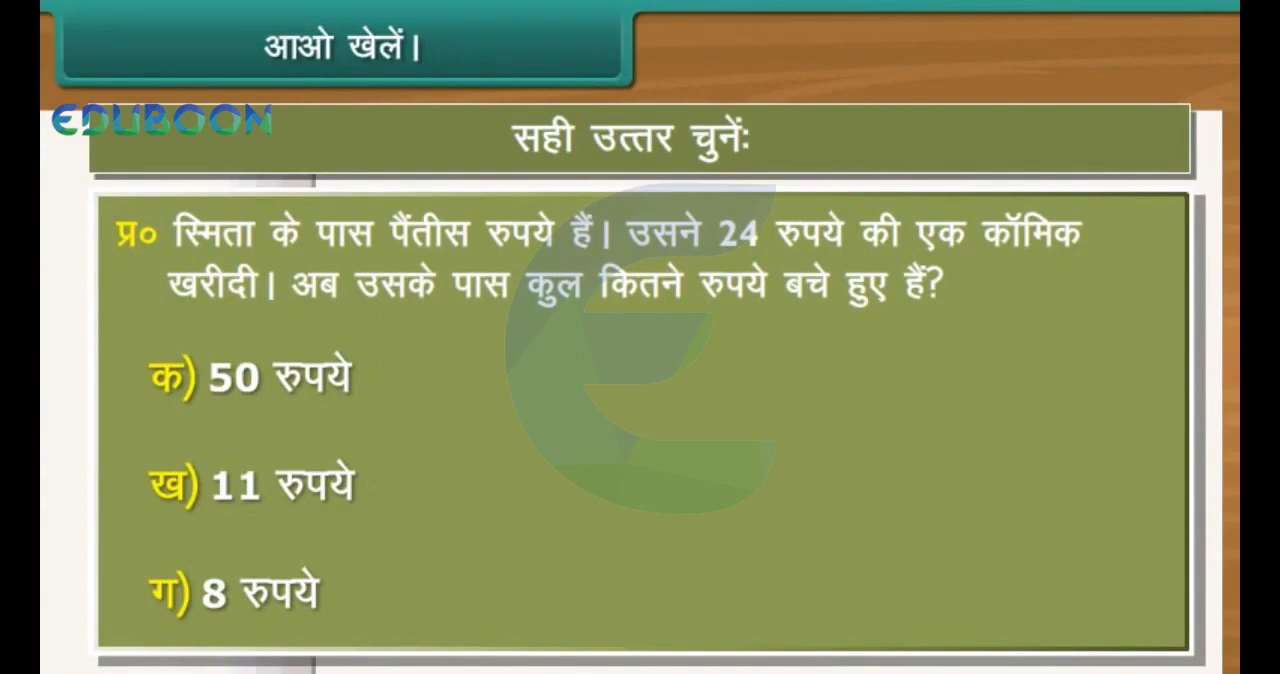 आओ खेलें।
EDUBOON
सही उत्तर चुनेंः
प्र० स्मिता के पास पैंतीस रुपये हैं। उसने 24 रुपये की एक कॉमिक
खरीदी। अब उसके पास कुल कितने रुपये बचे हुए हैं?
क) 50 रुपये
ख) 11 रुपये
ग) 8 रुपये